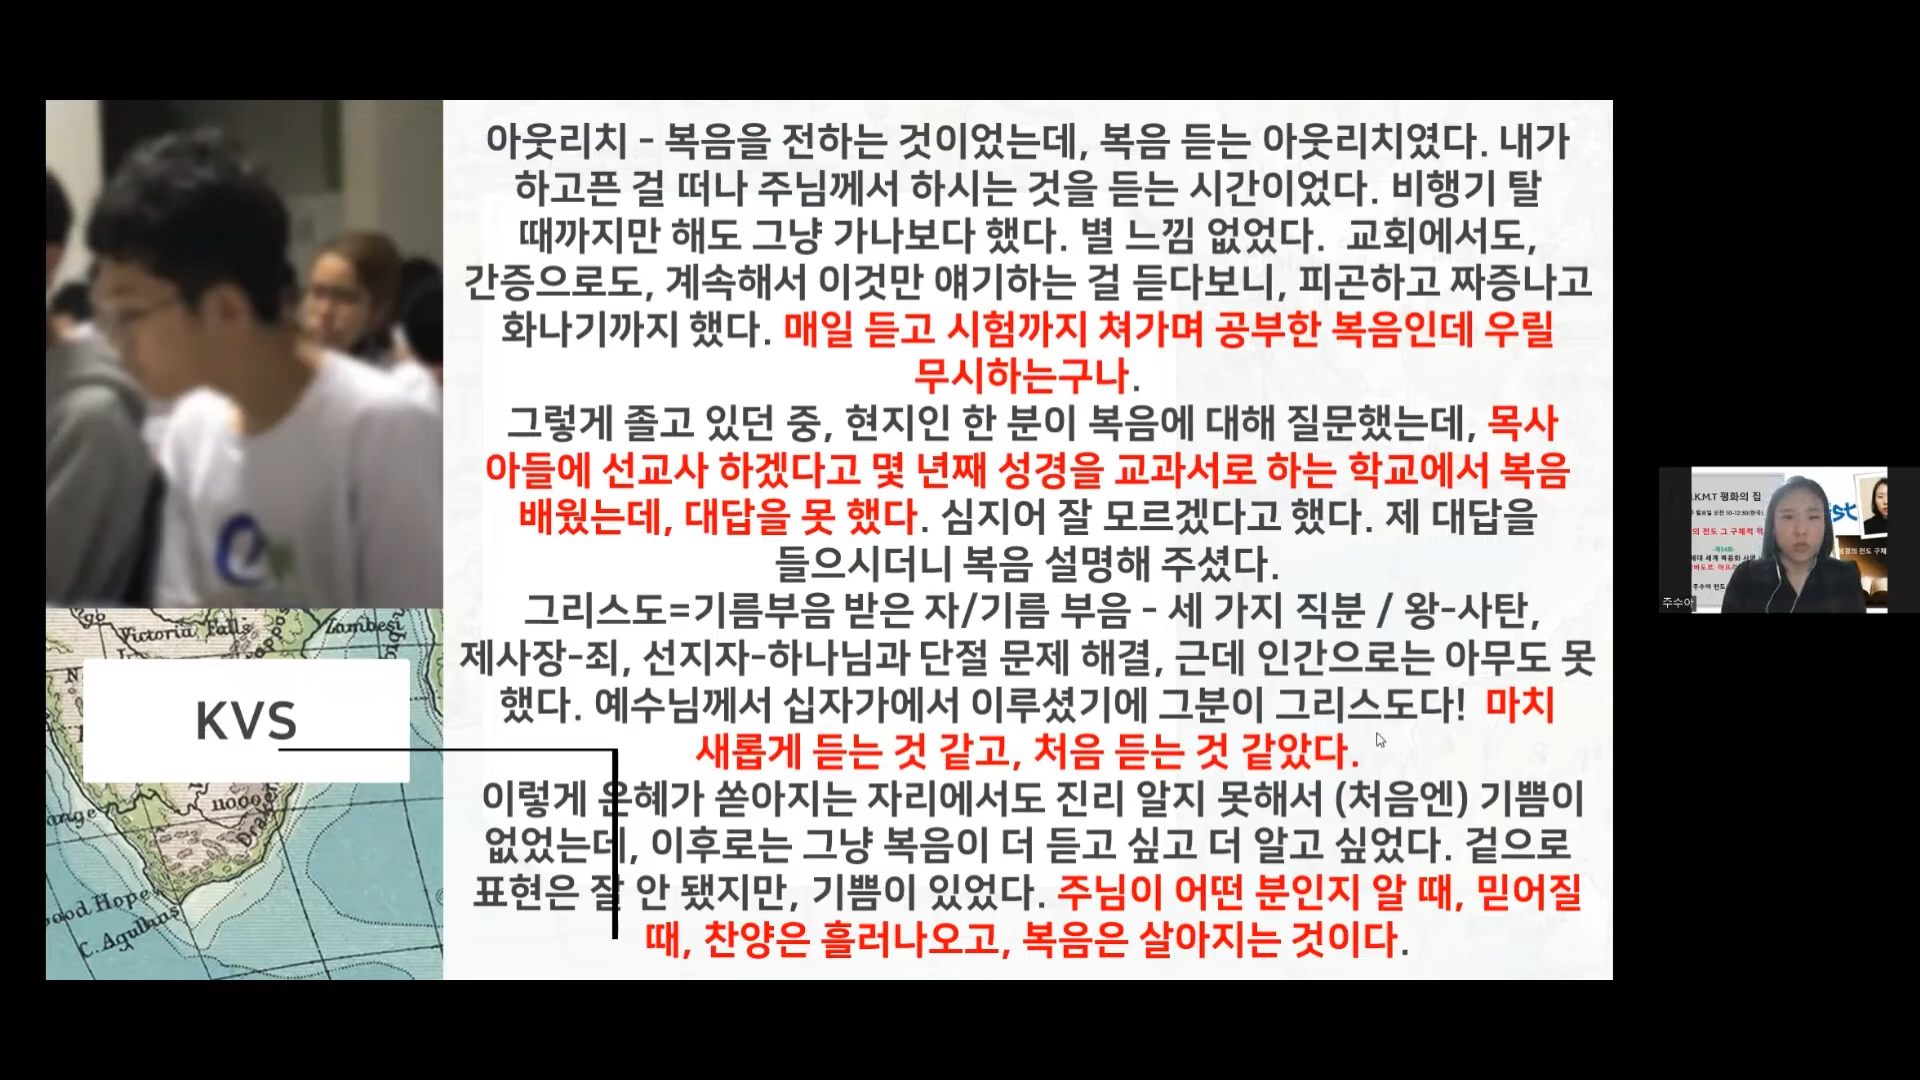 아웃리치 - 복음을 전하는 것이었는데, 복음 듣는 아웃리치였다. 내가
하고픈 걸 떠나 주님께서 하시는 것을 듣는 시간이었다. 비행기 탈
때까지만 해도 그냥 가나보다 했다. 별 느낌 없었다. 교회에서도,
간증으로도, 계속해서 이것만 얘기하는 걸 듣다보니, 피곤하고 짜증나고
화나기까지 했다. 매일 듣고 시험까지 쳐가며 공부한 복음인데 우릴
무시하는구나.
그렇게 졸고 있던 중, 현지인 한 분이 복음에 대해 질문했는데, 목사
아들에 선교사 하겠다고 몇 년째 성경을 교과서로 하는 학교에서 복음
배웠는데, 대답을 못 했다. 심지어 잘 모르겠다고 했다. 제 대답을
들으시더니 복음 설명해 주셨다.
그리스도=기름부음 받은 자/기름 부음 - 세 가지 직분 / 왕-사탄,
제사장-죄, 선지자-하나님과 단절 문제 해결, 근데 인간으로는 아무도 못
했다. 예수님께서 십자가에서 이루셨기에 그분이 그리스도다! 마치
새롭게 듣는 것 같고, 처음 듣는 것 같았다.
이렇게 은혜가 쏟아지는 자리에서도 진리 알지 못해서 (처음엔) 기쁨이
없었는데, 이후로는 그냥 복음이 더 듣고 싶고 더 알고 싶었다. 겉으로
표현은 잘 안 됐지만, 기쁨이 있었다. 주님이 어떤 분인지 알 때, 믿어질
때, 찬양은 흘러나오고, 복음은 살아지는 것이다.
Victoria Falls
Zambesi
KVS
11000
ange
ood Hope
C. Agulhas
.K.M.T 평화의 집
주수아